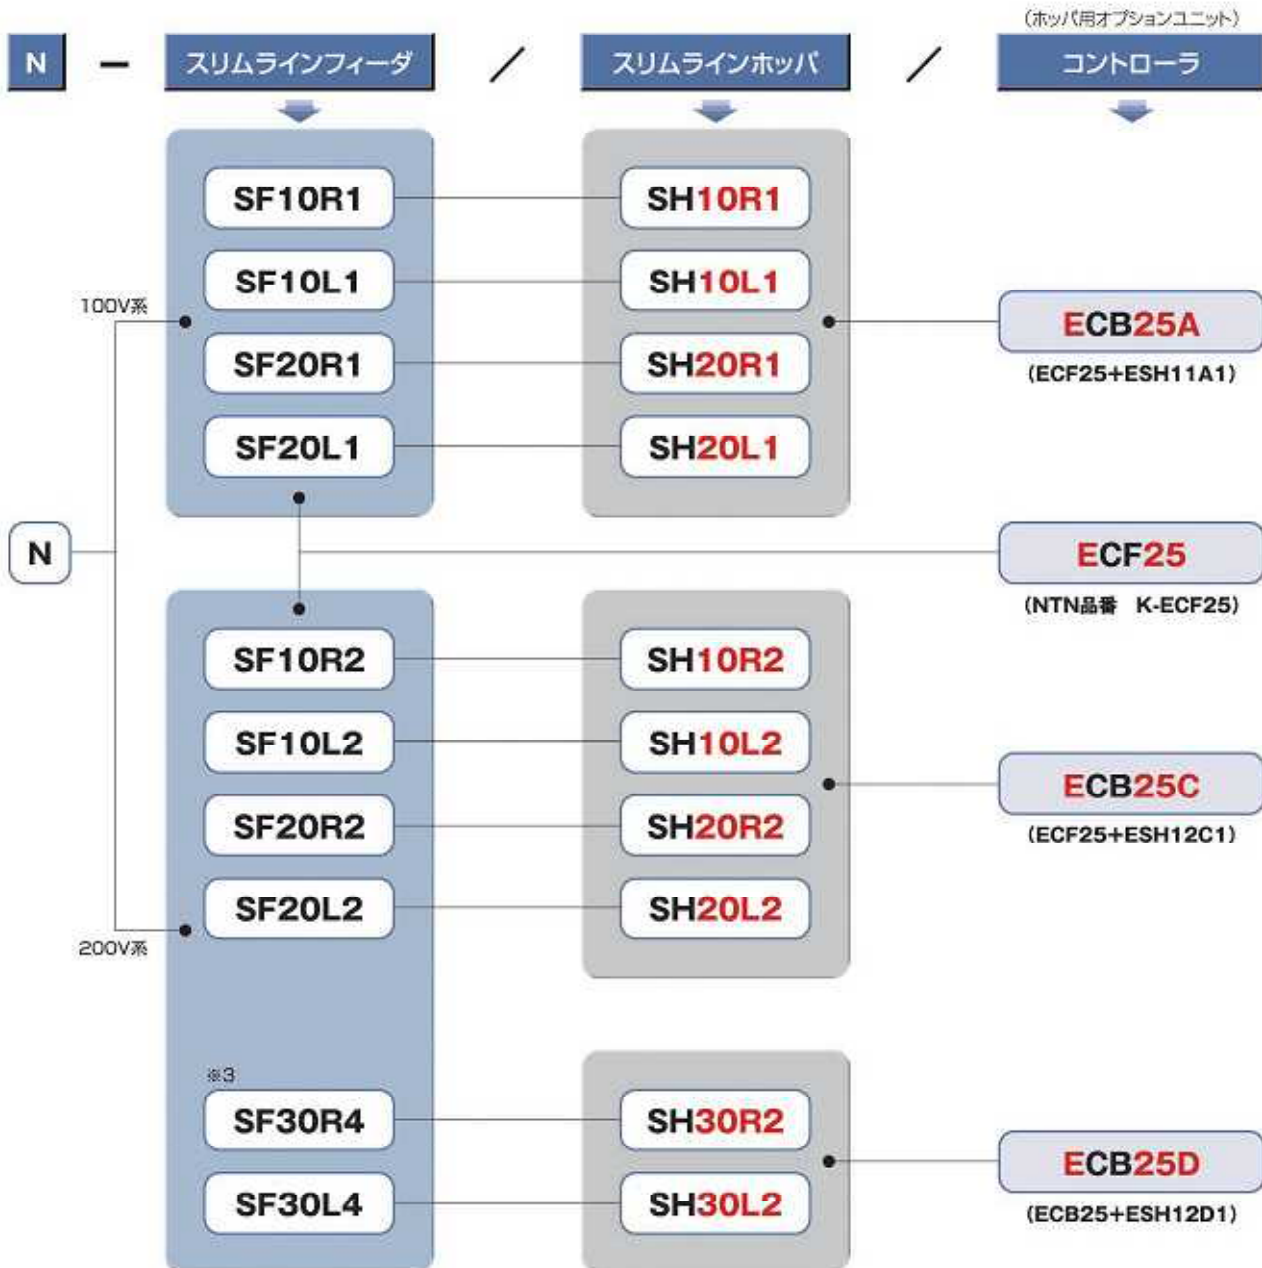 (ホッパ用オプションユニット)
N － スリムラインフィーダ ／ スリムラインホッパ ／ コントローラ
SF10R1 SH10R1
SF10L1 SH10L1
100V系
ECB25A
(ECF25+ESH11A1)
SF20R1 SH20R1
SF20L1 SH20L1
N
ECF25
(NTN品番 K-ECF25)
SF10R2 SH10R2
SF10L2 SH10L2
ECB25C
(ECF25+ESH12C1)
SF20R2 SH20R2
SF20L2 SH20L2
200V系
※3
SF30R4 SH30R2
ECB25D
(ECB25+ESH12D1)
SF30L4 SH30L2